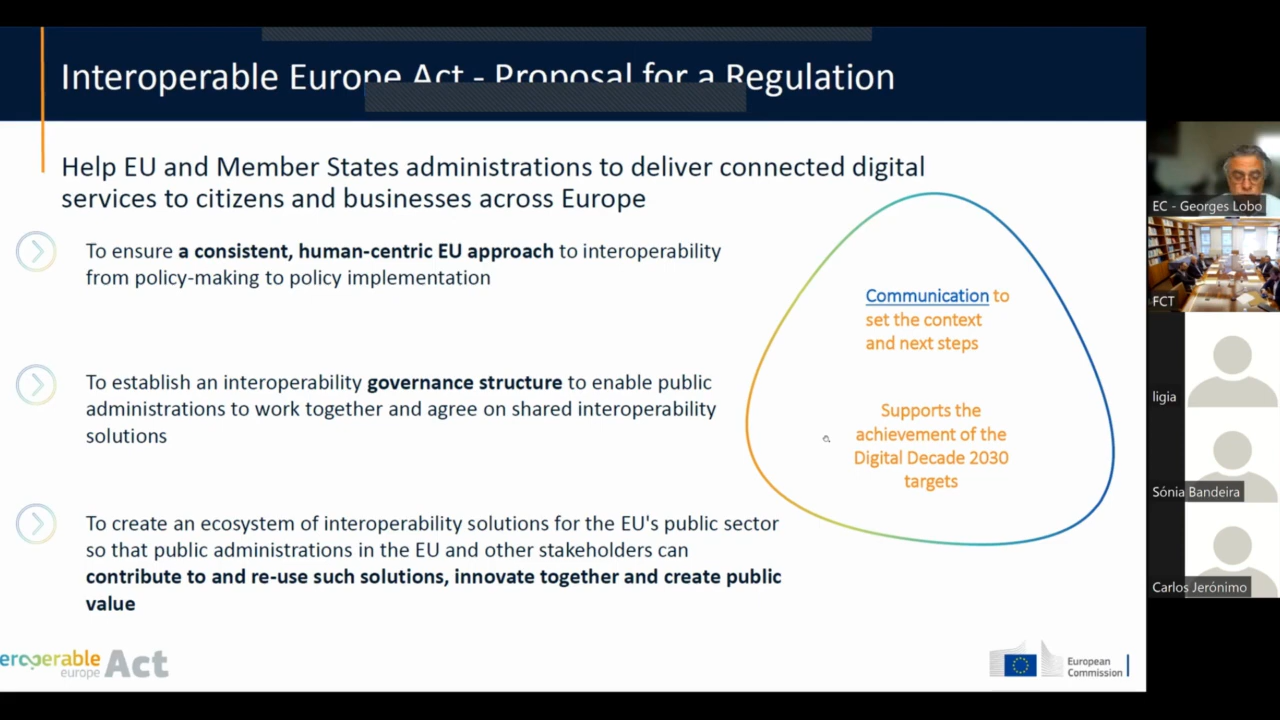 Interoperable Europe Act - Proposal for a Regulation
Help EU and Member States administrations to deliver connected digital
services to citizens and businesses across Europe
To ensure a consistent, human-centric EU approach to interoperability
from policy-making to policy implementation
To establish an interoperability governance structure to enable public
administrations to work together and agree on shared interoperability
solutions
To create an ecosystem of interoperability solutions for the EU's public sector
so that public administrations in the EU and other stakeholders can
contribute to and re-use such solutions, innovate together and create public
value
Communication to
set the context
and next steps
Supports the
achievement of the
Digital Decade 2030
targets
eroperable
europe
Act
European
Commission
EC - Georges Lobo
FCT
ligia
Sónia Bandeira
Carlos Jerónimo